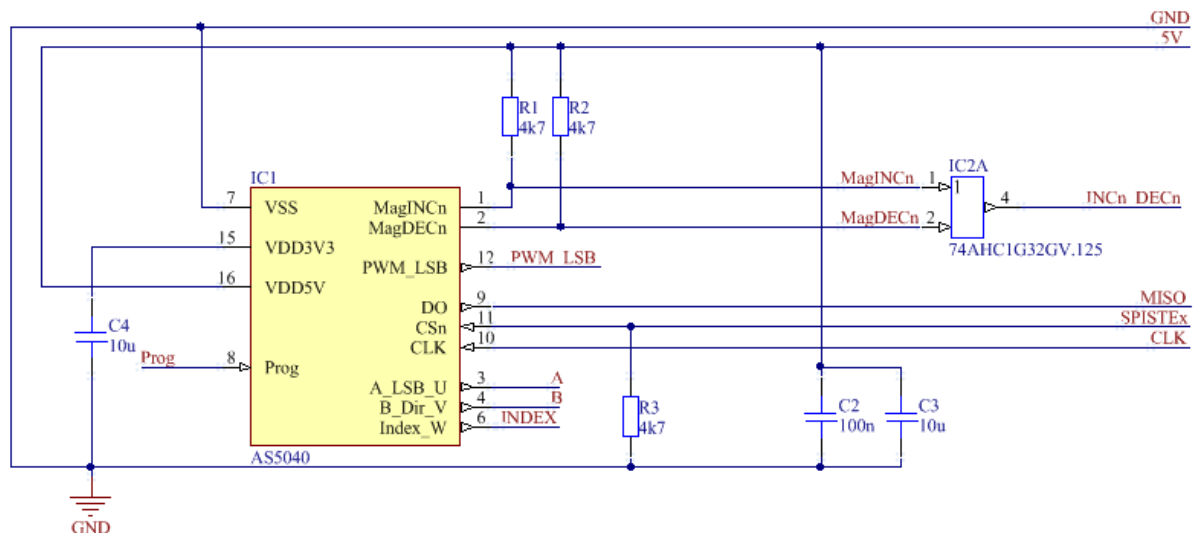 GND
5V
R1
4k7
R2
4k7
IC1
7
VSS
15
VDD3V3
16
VDD5V
8
Prog
Prog
C4
10u
MagINCn
1
MagDECn
2
PWM_LSB
12
PWM_LSB
DO
9
CSn
11
CLK
10
A_LSB_U
3
A
B_Dir_V
4
B
Index_W
6
INDEX
AS5040
MagINCn
1
MagDECn
2
IC2A
1
4
INCn_DECn
74AHC1G32GV.125
MISO
SPISTEx
CLK
R3
4k7
C2
100n
C3
10u
GND